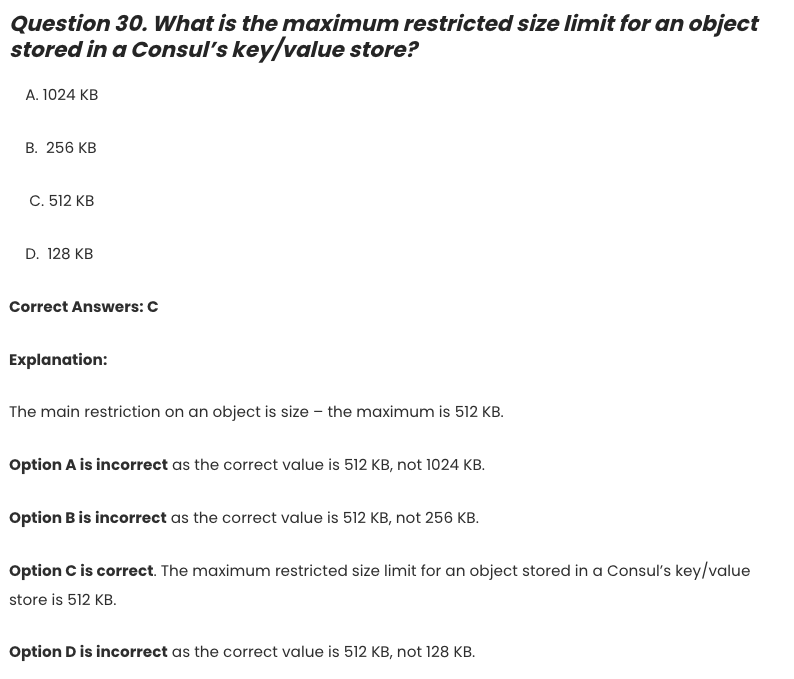 Question 30. What is the maximum restricted size limit for an object
stored in a Consul’s key/value store?
A. 1024 KB
B.  256 KB
C. 512 KB
D.  128 KB
Correct Answers: C
Explanation:
The main restriction on an object is size – the maximum is 512 KB.
Option A is incorrect as the correct value is 512 KB, not 1024 KB.
Option B is incorrect as the correct value is 512 KB, not 256 KB.
Option C is correct. The maximum restricted size limit for an object stored in a Consul’s key/value
store is 512 KB.
Option D is incorrect as the correct value is 512 KB, not 128 KB.